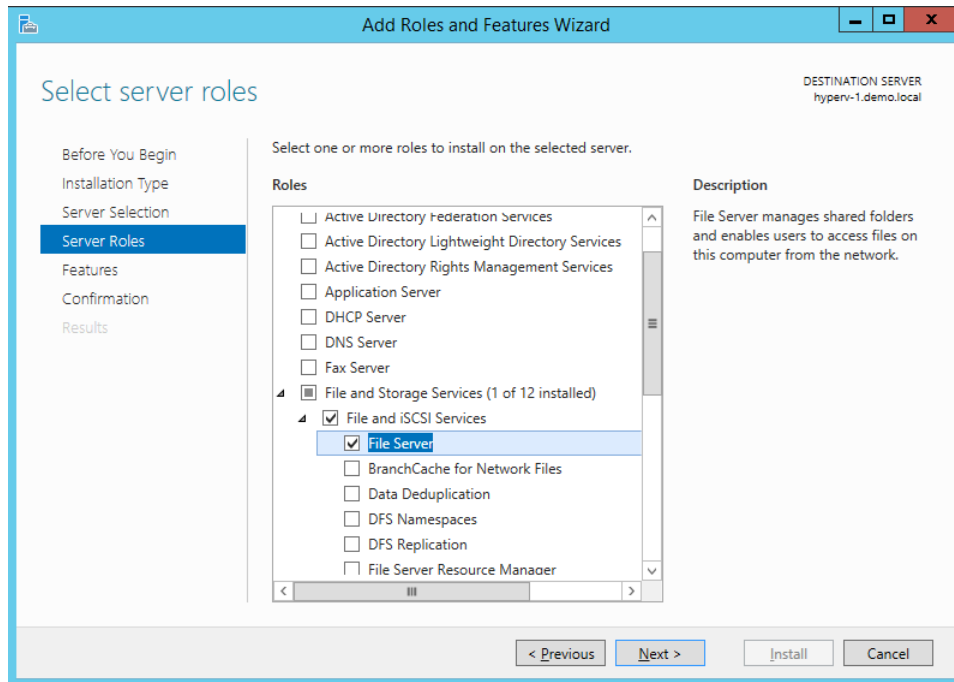 Add Roles and Features Wizard
Select server roles
DESTINATION SERVER
hyperv-1.demo.local
Before You Begin
Installation Type
Server Selection
Server Roles
Features
Confirmation
Results
Select one or more roles to install on the selected server.
Roles
Active Directory Federation Services
Active Directory Lightweight Directory Services
Active Directory Rights Management Services
Application Server
DHCP Server
DNS Server
Fax Server
File and Storage Services (1 of 12 installed)
File and iSCSI Services
File Server
BranchCache for Network Files
Data Deduplication
DFS Namespaces
DFS Replication
File Server Resource Manager
Description
File Server manages shared folders
and enables users to access files on
this computer from the network.
< Previous
Next >
Install
Cancel